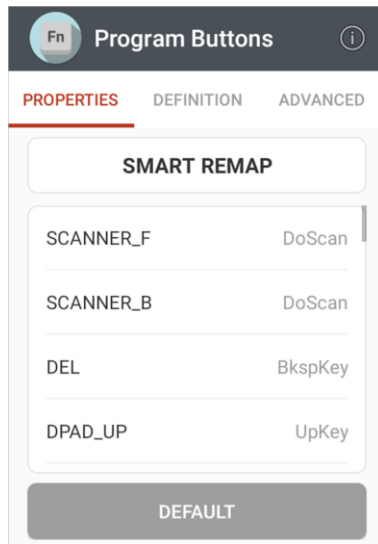 Fn
Program Buttons
PROPERTIES DEFINITION ADVANCED
SMART REMAP
SCANNER_F DoScan
SCANNER_B DoScan
DEL BkspKey
DPAD_UP UpKey
DEFAULT